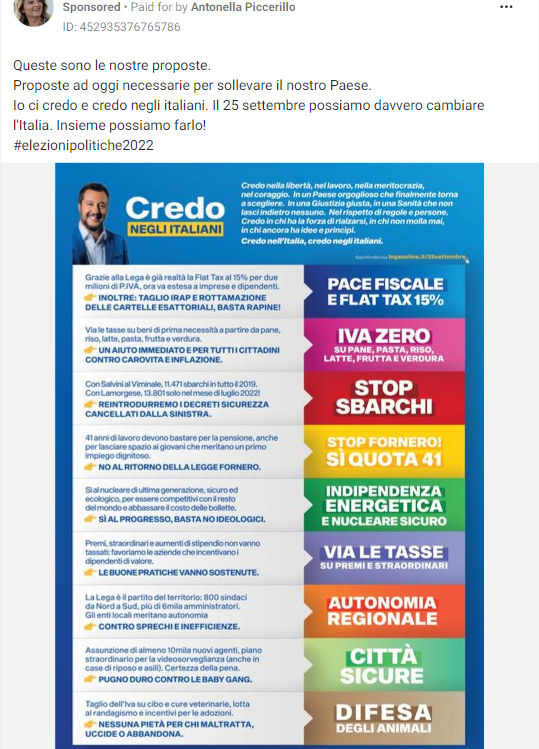 Sponsored • Paid for by Antonella Piccerillo
ID: 452935376765786
Queste sono le nostre proposte.
Proposte ad oggi necessarie per sollevare il nostro Paese.
Io ci credo e credo negli italiani. Il 25 settembre possiamo davvero cambiare
l'Italia. Insieme possiamo farlo!
#elezionipolitiche2022
Credo
NEGLI ITALIANI
Credo nella libertà, nel lavoro, nella meritocrazia,
nel coraggio. In un Paese orgoglioso che finalmente torna
a scegliere. In una Giustizia giusta, in una Sanità che non
lasci indietro nessuno. Nel rispetto di regole e persone.
Credo in chi ha la forza di rialzarsi, in chi non molla mai,
in chi ancora ha idee e principi.
Credo nell'Italia, credo negli italiani.
Approfondisci su legaonline.it/25settembre
Grazie alla Lega è già realtà la Flat Tax al 15% per due
milioni di P.IVA, ora va estesa a imprese e dipendenti.
👉 INOLTRE: TAGLIO IRAP E ROTTAMAZIONE
DELLE CARTELLE ESATTORIALI, BASTA RAPINE!
PACE FISCALE
E FLAT TAX 15%
Via le tasse su beni di prima necessità a partire da pane,
riso, latte, pasta, frutta e verdura.
👉 UN AIUTO IMMEDIATO E PER TUTTI I CITTADINI
CONTRO CAROVITA E INFLAZIONE.
IVA ZERO
SU PANE, PASTA, RISO,
LATTE, FRUTTA E VERDURA
Con Salvini al Viminale, 11.471 sbarchi in tutto il 2019.
Con Lamorgese, 13.801 solo nel mese di luglio 2022!
👉 REINTRODURREMO I DECRETI SICUREZZA
CANCELLATI DALLA SINISTRA.
STOP
SBARCHI
41 anni di lavoro devono bastare per la pensione, anche
per lasciare spazio ai giovani che meritano un primo
impiego dignitoso.
👉 NO AL RITORNO DELLA LEGGE FORNERO.
STOP FORNERO!
SÌ QUOTA 41
Sì al nucleare di ultima generazione, sicuro ed
ecologico, per essere competitivi con il resto
del mondo e abbassare il costo delle bollette.
👉 SÌ AL PROGRESSO, BASTA NO IDEOLOGICI.
INDIPENDENZA
ENERGETICA
E NUCLEARE SICURO
Premi, straordinari e aumenti di stipendio non vanno
tassati: favoriamo le aziende che incentivano i
dipendenti di valore.
👉 LE BUONE PRATICHE VANNO SOSTENUTE.
VIA LE TASSE
SU PREMI E STRAORDINARI
La Lega è il partito del territorio: 800 sindaci
da Nord a Sud, più di 6mila amministratori.
Gli enti locali meritano autonomia
👉 CONTRO SPRECHI E INEFFICIENZE.
AUTONOMIA
REGIONALE
Assunzione di almeno 10mila nuovi agenti, piano
straordinario per la videosorveglianza (anche in
case di riposo e asili). Certezza della pena.
👉 PUGNO DURO CONTRO LE BABY GANG.
CITTÀ
SICURE
Taglio dell'Iva su cibo e cure veterinarie, lotta
al randagismo e incentivi per le adozioni.
👉 NESSUNA PIETÀ PER CHI MALTRATTA,
UCCIDE O ABBANDONA.
DIFESA
DEGLI ANIMALI